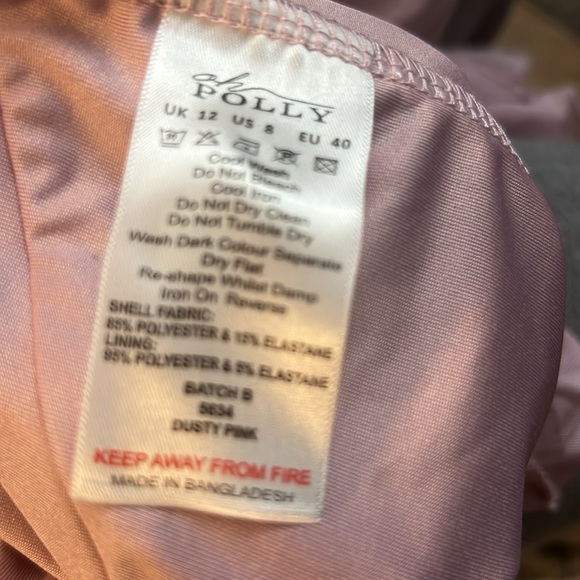 oh
POLLY
UK 12 US 8 EU 40
Cool Wash
Do Not Bleach
Cool Iron
Do Not Dry Clean
Do Not Tumble Dry
Wash Dark Colour Separate
Dry Flat
Re-shape Whilst Damp
Iron On Reverse
SHELL FABRIC:
85% POLYESTER & 15% ELASTANE
LINING:
95% POLYESTER & 5% ELASTANE
BATCH B
5634
DUSTY PINK
KEEP AWAY FROM FIRE
MADE IN BANGLADESH